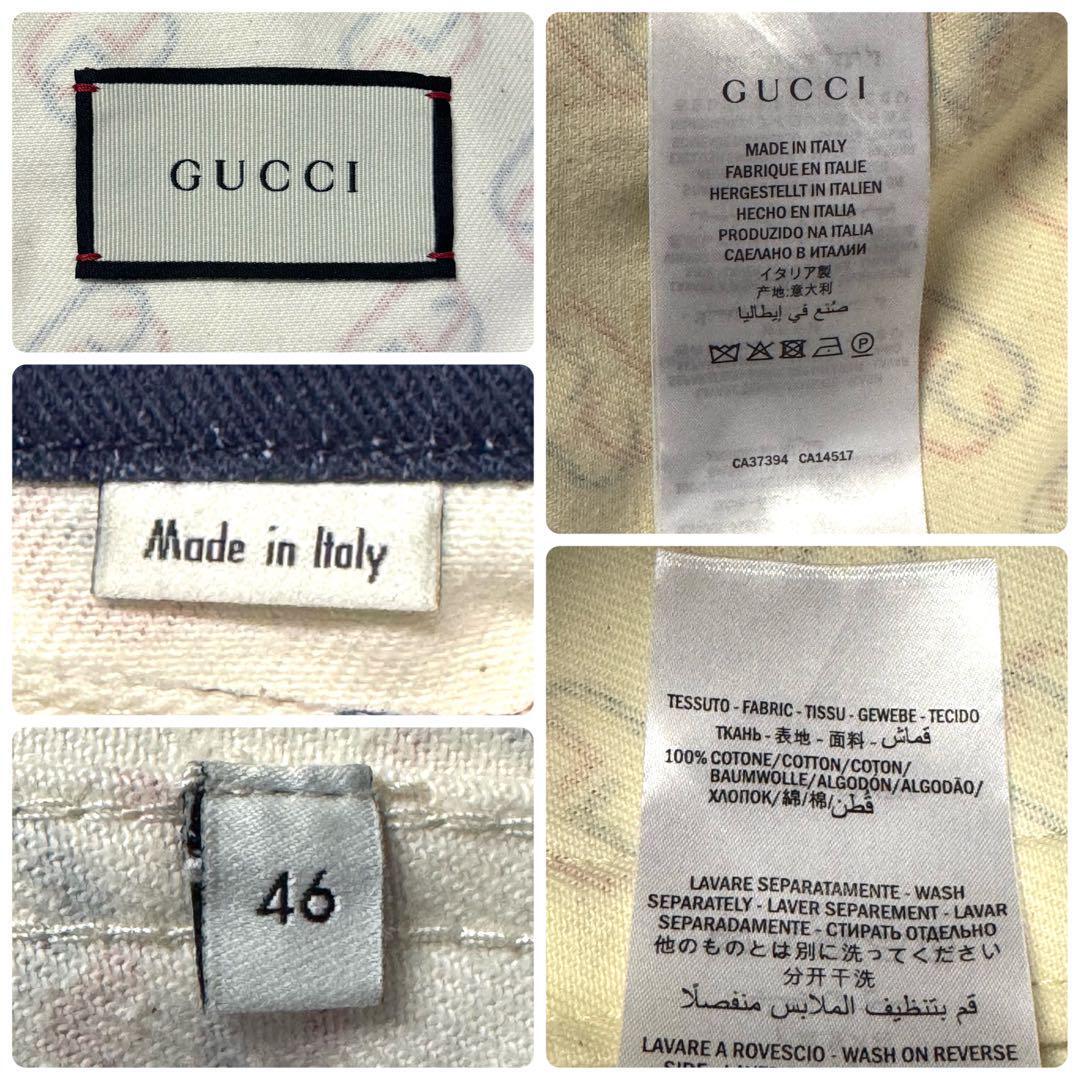 GUCCI
Made in Italy
46
GUCCI
MADE IN ITALY
FABRIQUE EN ITALIE
HERGESTELLT IN ITALIEN
HECHO EN ITALIA
PRODUZIDO NA ITALIA
СДЕЛАНО В ИТАЛИИ
イタリア製
产地:意大利
صنع في إيطاليا
P
CA37394 CA14517
TESSUTO - FABRIC - TISSU - GEWEBE - TECIDO
ТКАНЬ - 表地 - 面料 - قماش
100% COTONE/COTTON/COTON/
BAUMWOLLE/ALGODÓN/ALGODÃO/
ХЛОПОК/綿/棉/قُطن
LAVARE SEPARATAMENTE - WASH
SEPARATELY - LAVER SEPAREMENT - LAVAR
SEPARADAMENTE - СТИРАТЬ ОТДЕЛЬНО
他のものとは別に洗ってください
分开干洗
قم بتنظيف الملابس منفصلًا
LAVARE A ROVESCIO - WASH ON REVERSE